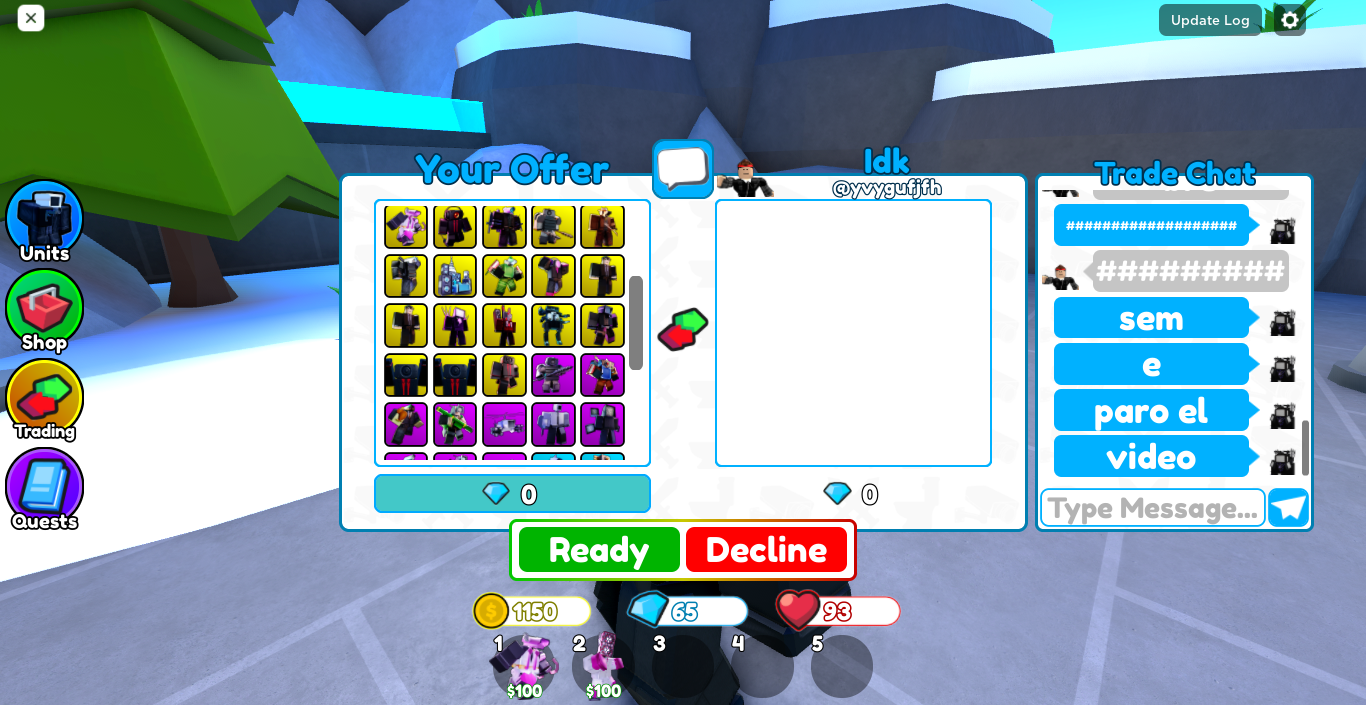 Update Log
Your Offer
Idk
@yvygufjfh
Trade Chat
###################
#########
sem
e
paro el
video
Type Message...
Units
Shop
Trading
Quests
0
0
Ready
Decline
1150
65
93
1
2
3
4
5
$100
$100